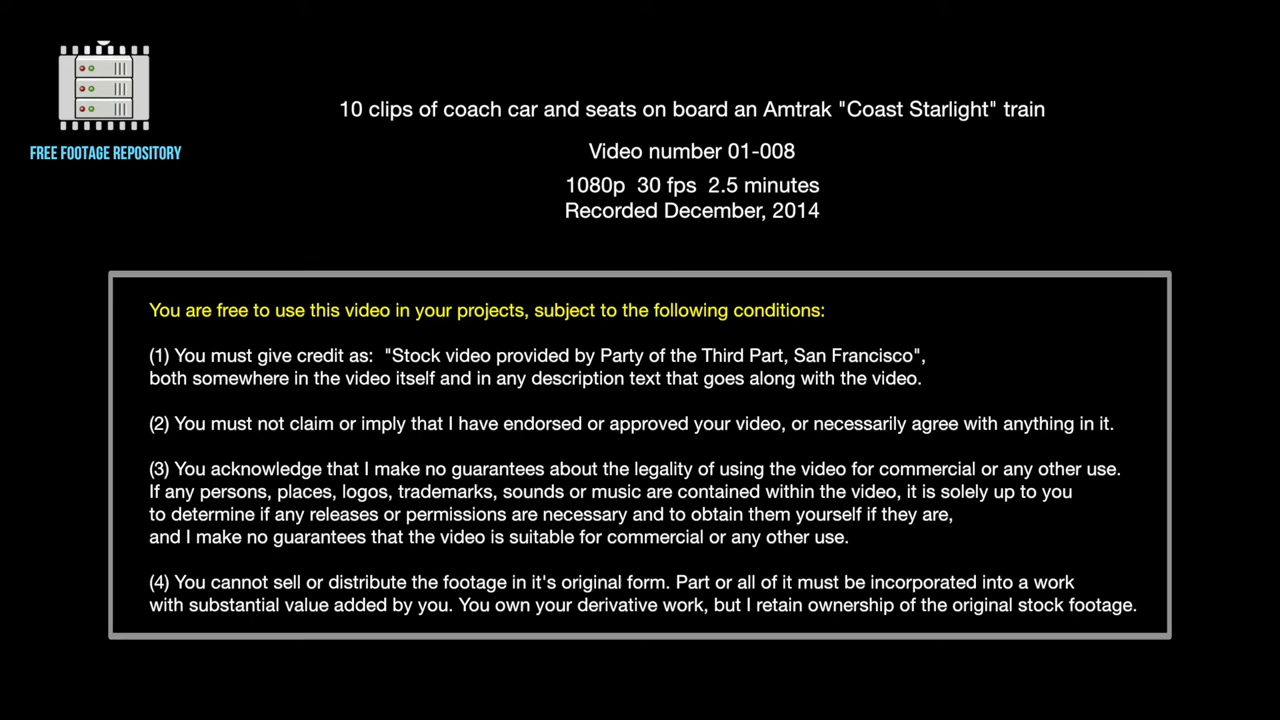 FREE FOOTAGE REPOSITORY
10 clips of coach car and seats on board an Amtrak "Coast Starlight" train
Video number 01-008
1080p 30 fps 2.5 minutes
Recorded December, 2014
You are free to use this video in your projects, subject to the following conditions:
(1) You must give credit as: "Stock video provided by Party of the Third Part, San Francisco",
both somewhere in the video itself and in any description text that goes along with the video.
(2) You must not claim or imply that I have endorsed or approved your video, or necessarily agree with anything in it.
(3) You acknowledge that I make no guarantees about the legality of using the video for commercial or any other use.
If any persons, places, logos, trademarks, sounds or music are contained within the video, it is solely up to you
to determine if any releases or permissions are necessary and to obtain them yourself if they are,
and I make no guarantees that the video is suitable for commercial or any other use.
(4) You cannot sell or distribute the footage in it's original form. Part or all of it must be incorporated into a work
with substantial value added by you. You own your derivative work, but I retain ownership of the original stock footage.